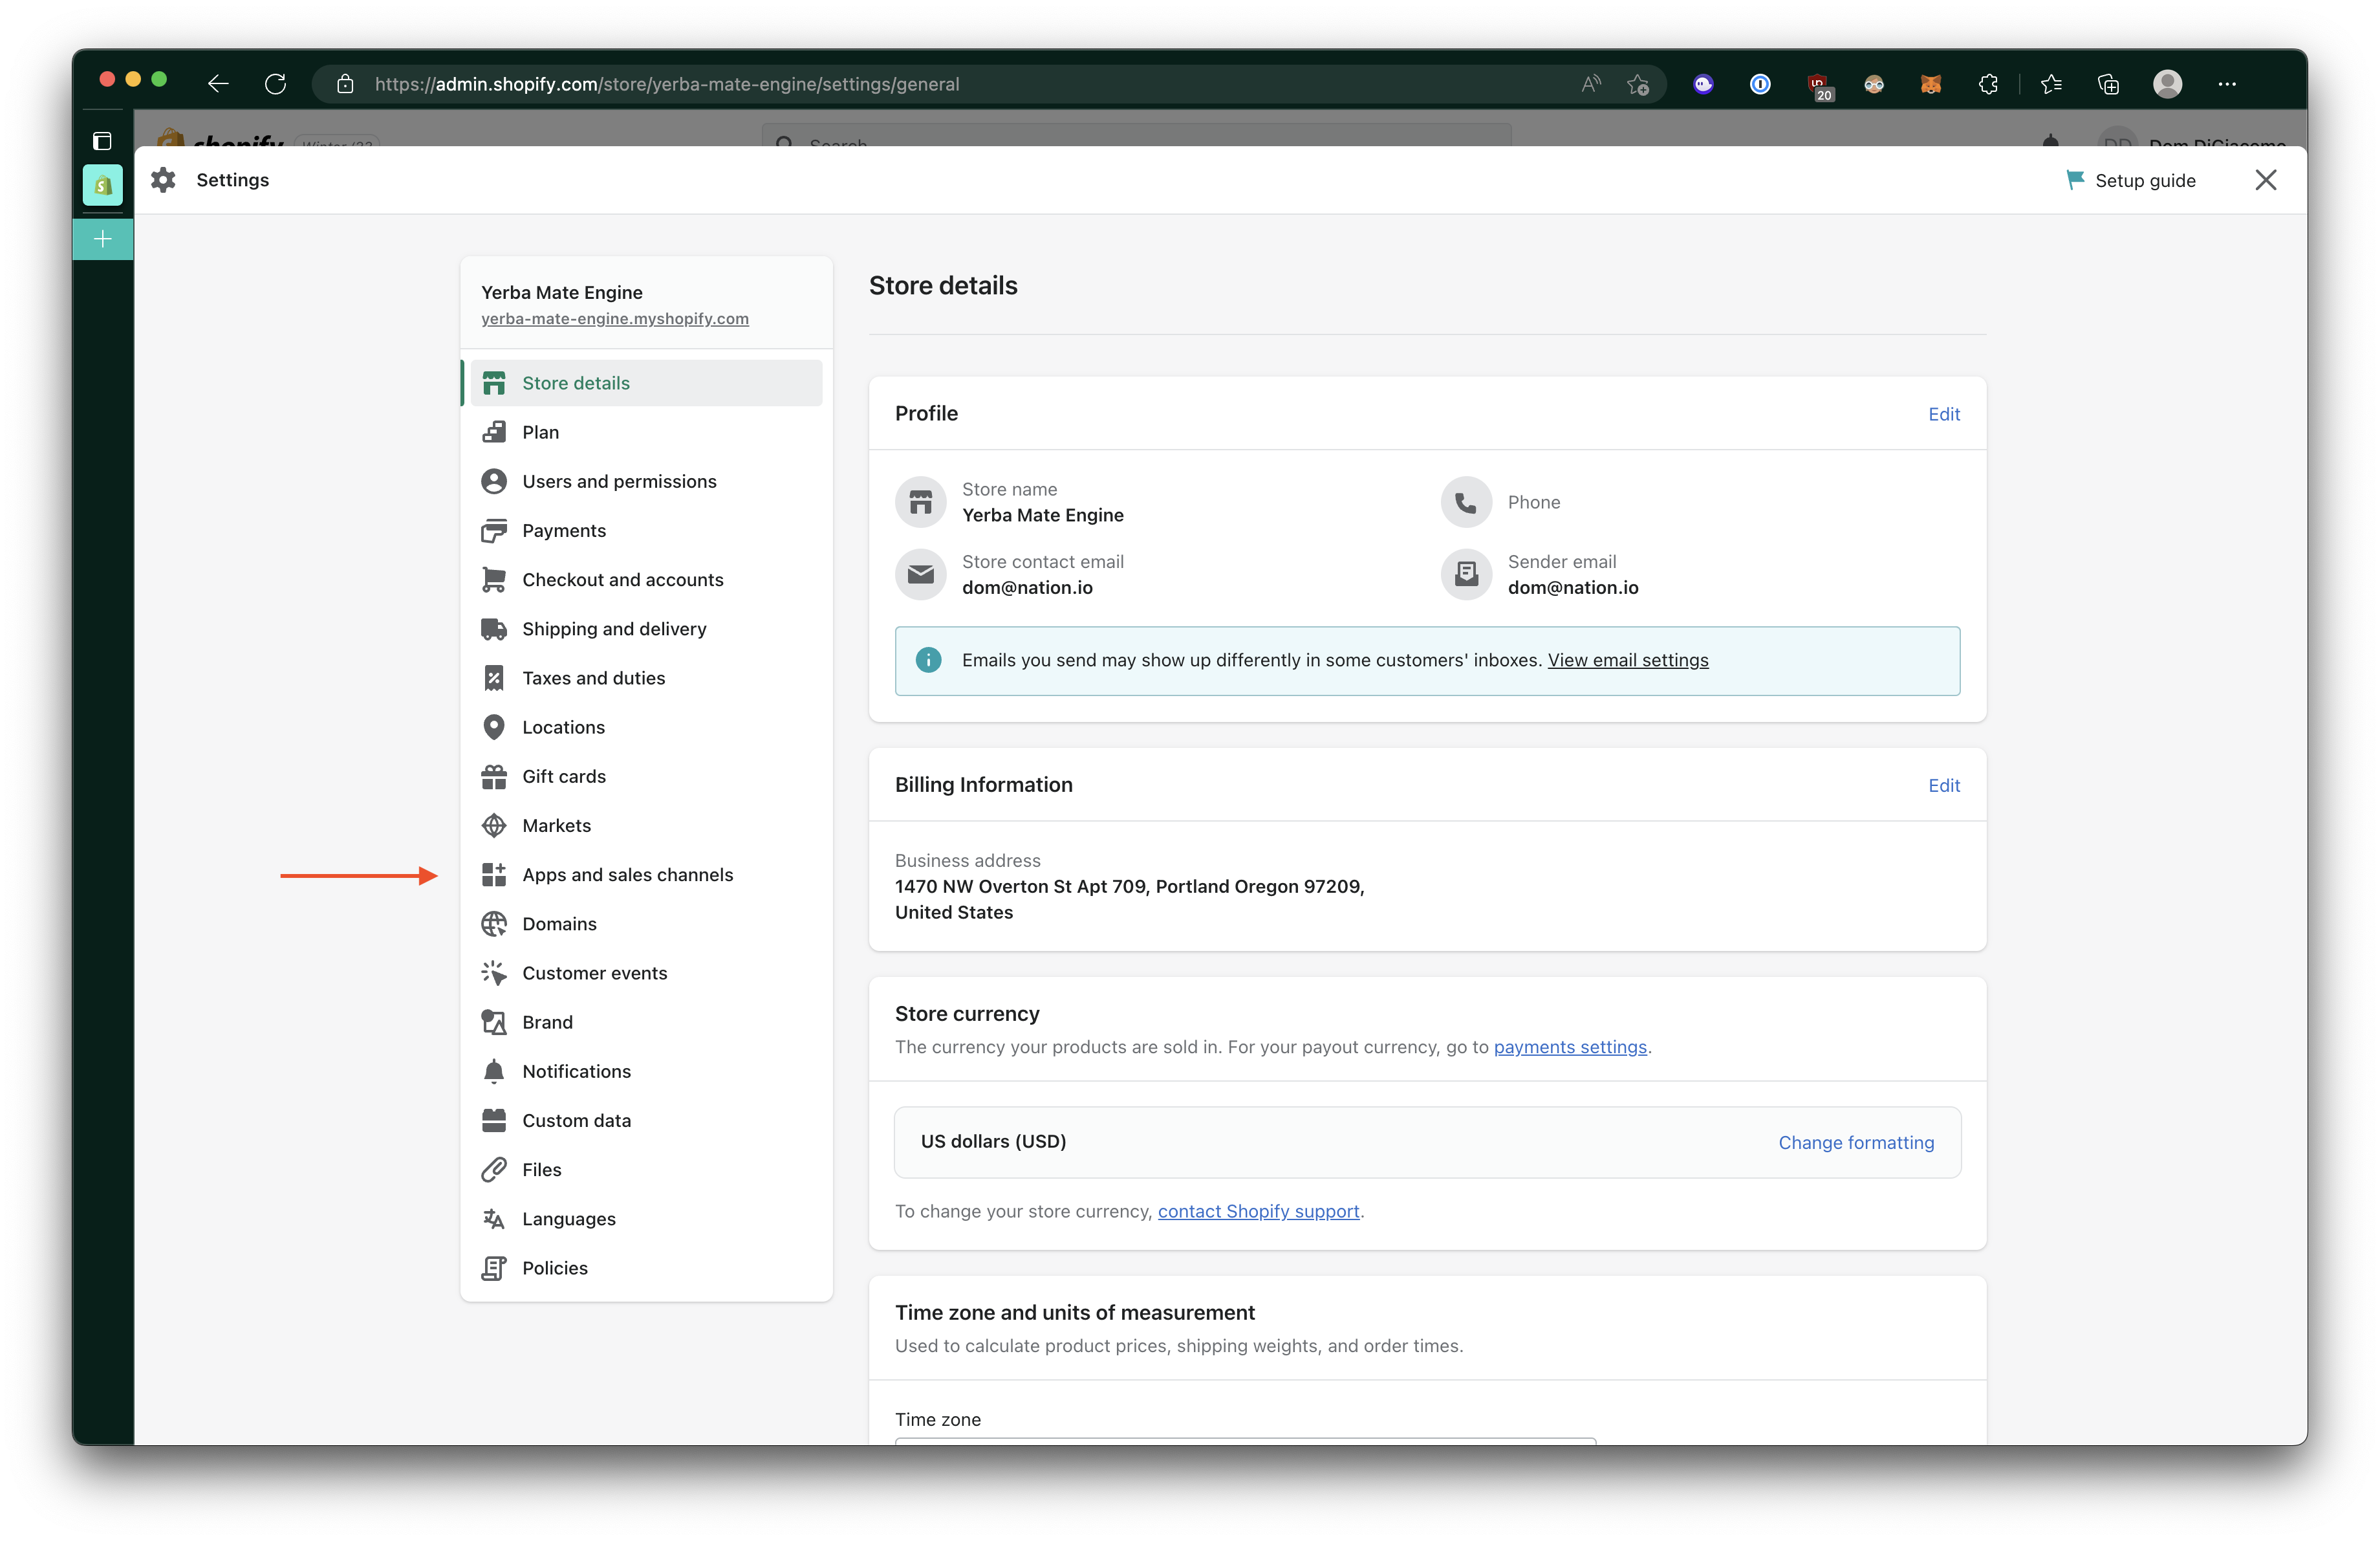 https://admin.shopify.com/store/yerba-mate-engine/settings/general
20
shopify
Winter '23
Search
DD
Dom DiGiacomo
Settings
Setup guide
Yerba Mate Engine
yerba-mate-engine.myshopify.com
Store details
Plan
Users and permissions
Payments
Checkout and accounts
Shipping and delivery
Taxes and duties
Locations
Gift cards
Markets
Apps and sales channels
Domains
Customer events
Brand
Notifications
Custom data
Files
Languages
Policies
Store details
Profile
Edit
Store name
Yerba Mate Engine
Phone
Store contact email
dom@nation.io
Sender email
dom@nation.io
Emails you send may show up differently in some customers' inboxes. View email settings
Billing Information
Edit
Business address
1470 NW Overton St Apt 709, Portland Oregon 97209,
United States
Store currency
The currency your products are sold in. For your payout currency, go to payments settings.
US dollars (USD)
Change formatting
To change your store currency, contact Shopify support.
Time zone and units of measurement
Used to calculate product prices, shipping weights, and order times.
Time zone